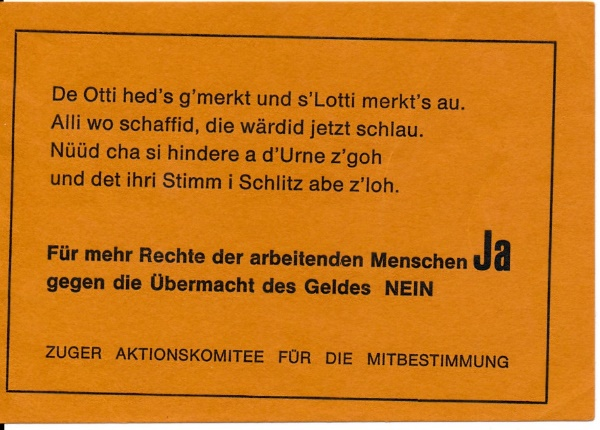 De Otti hed's g'merkt und s'Lotti merkt's au.
Alli wo schaffid, die wärdid jetzt schlau.
Nüüd cha si hindere a d'Urne z'goh
und det ihri Stimm i Schlitz abe z'loh.
Für mehr Rechte der arbeitenden Menschen Ja
gegen die Übermacht des Geldes NEIN
ZUGER AKTIONSKOMITEE FÜR DIE MITBESTIMMUNG